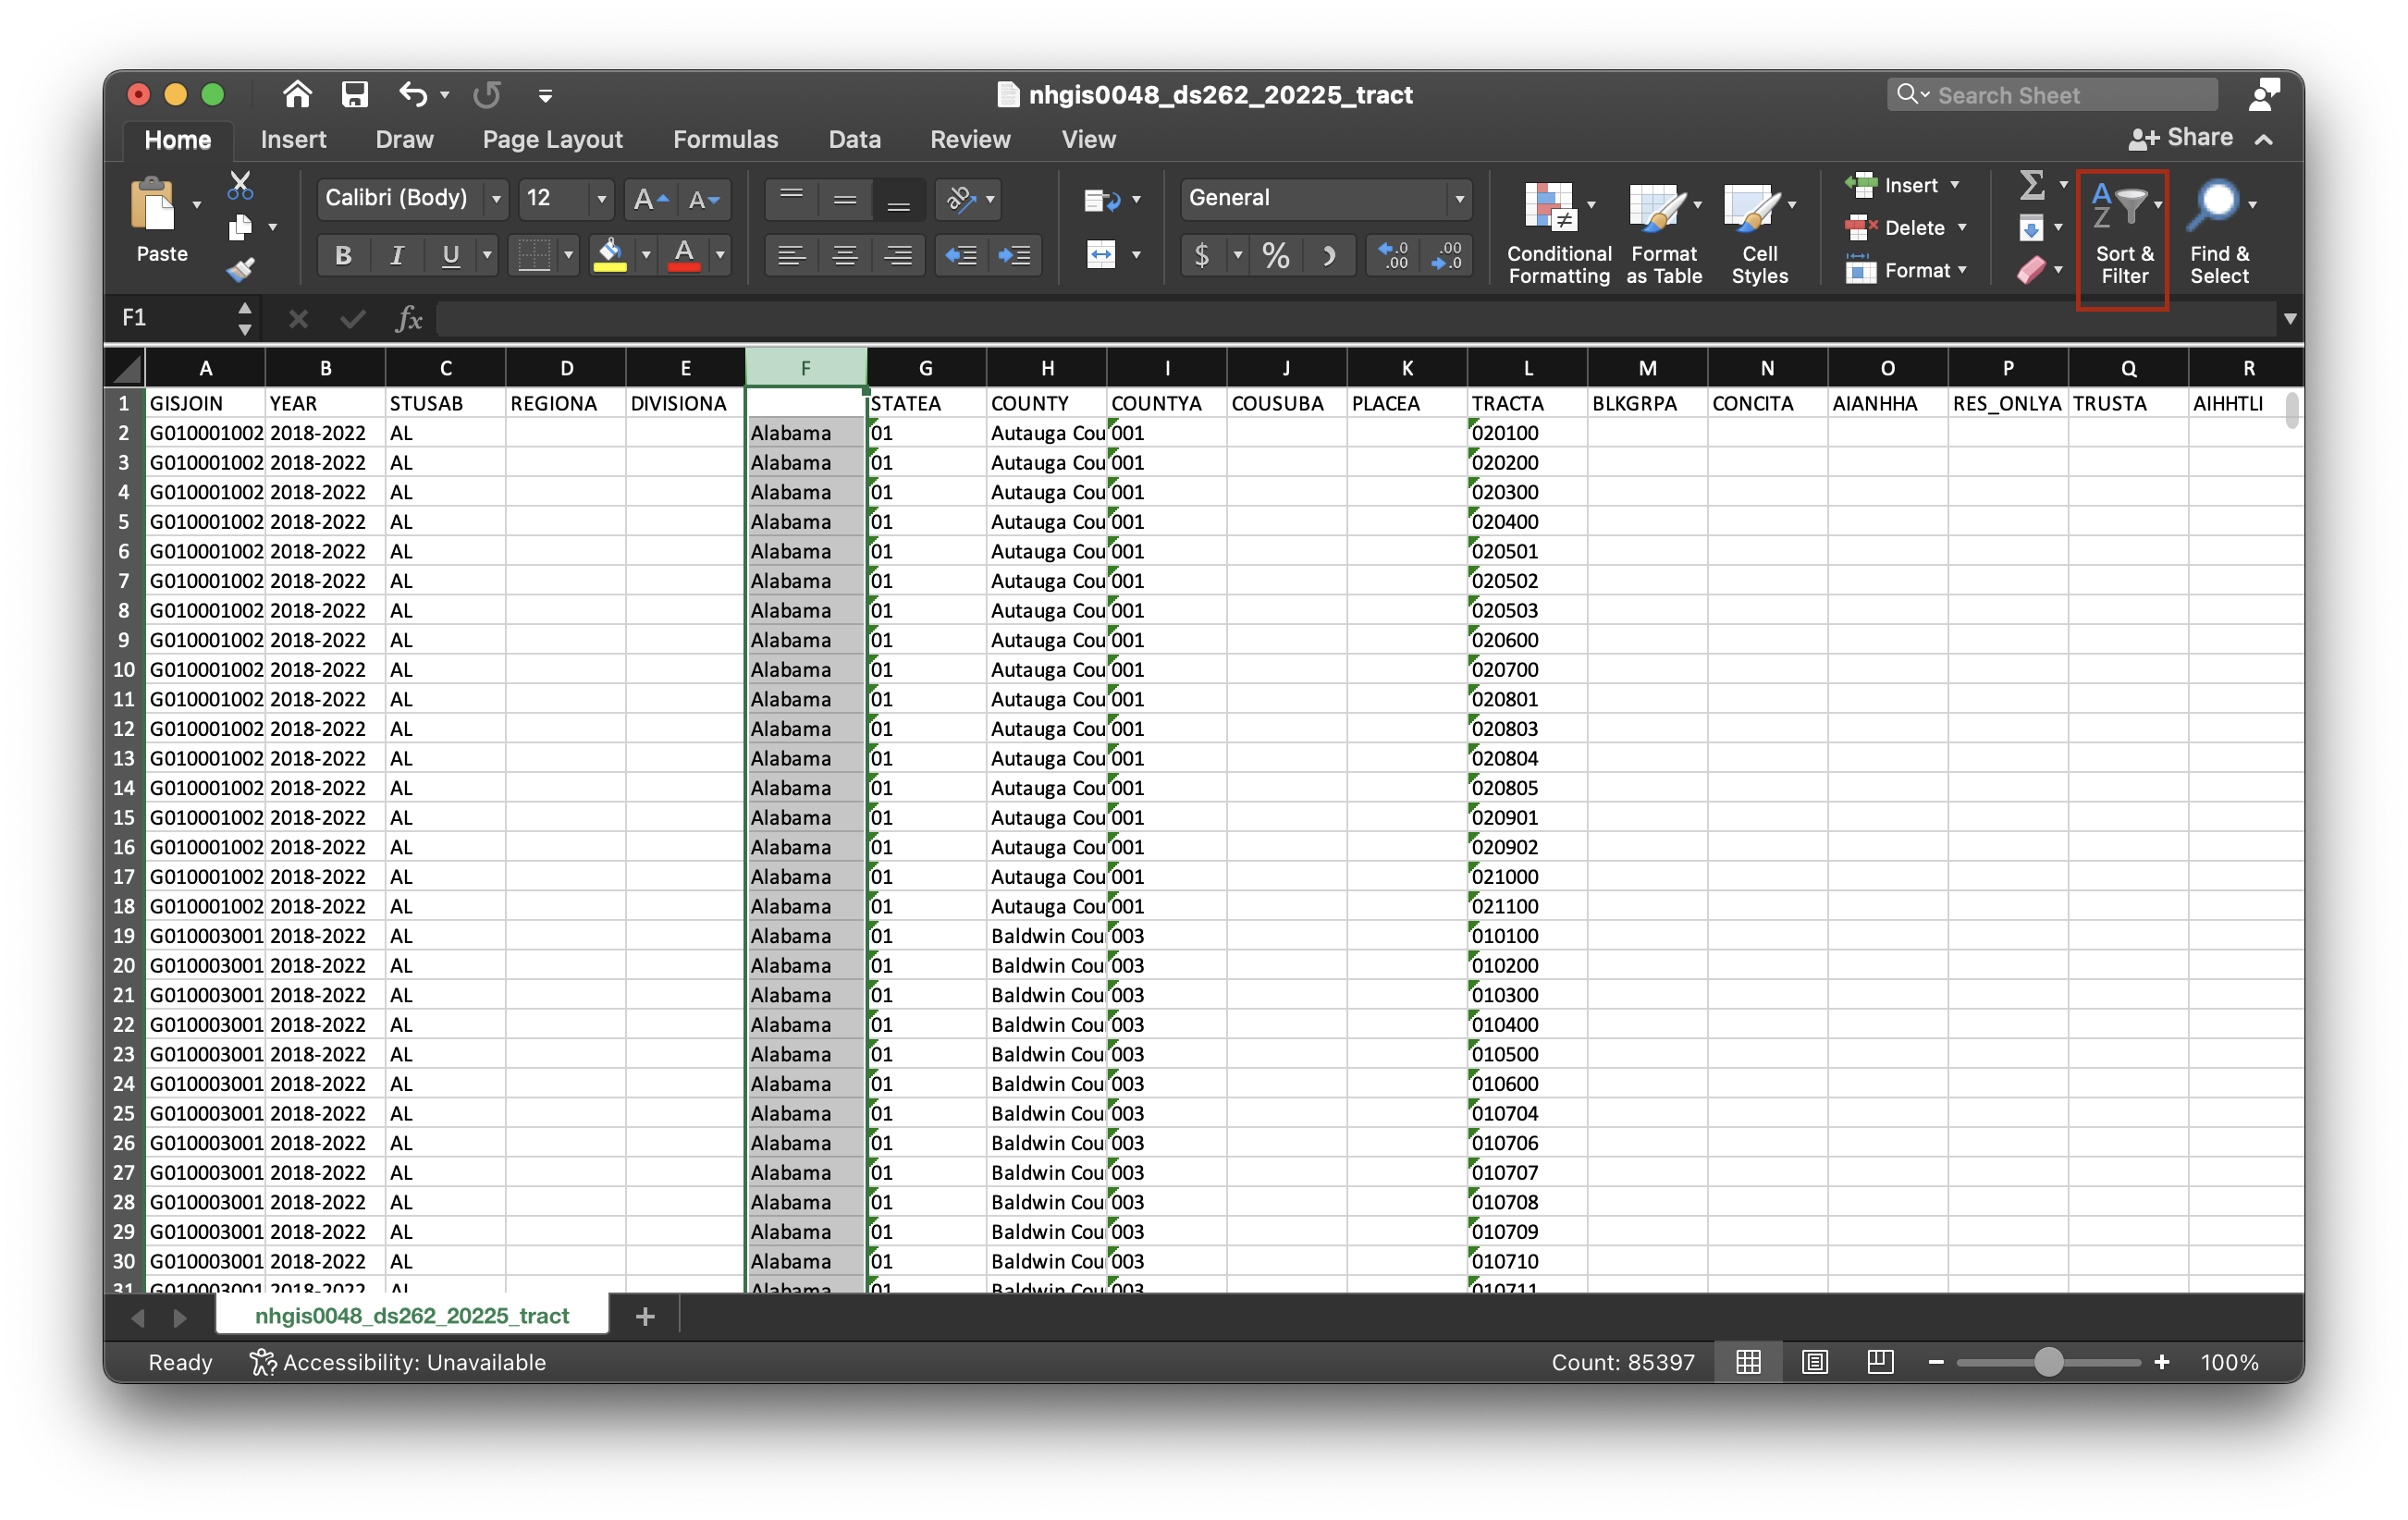 nhgis0048_ds262_20225_tract
Search Sheet
Home Insert Draw Page Layout Formulas Data Review View Share
Paste
Calibri (Body) 12 A A
B I U A
ab
General
$ % .0 .00 .00 .0
Conditional Formatting
Format as Table
Cell Styles
Insert
Delete
Format
Σ
A Z
Sort & Filter
Find & Select
F1 fx
A B C D E F G H I J K L M N O P Q R
1 GISJOIN YEAR STUSAB REGIONA DIVISIONA STATEA COUNTY COUNTYA COUSUBA PLACEA TRACTA BLKGRPA CONCITA AIANHHA RES_ONLYA TRUSTA AIHHTLI
2 G010001002 2018-2022 AL Alabama 01 Autauga Cou 001 020100
3 G010001002 2018-2022 AL Alabama 01 Autauga Cou 001 020200
4 G010001002 2018-2022 AL Alabama 01 Autauga Cou 001 020300
5 G010001002 2018-2022 AL Alabama 01 Autauga Cou 001 020400
6 G010001002 2018-2022 AL Alabama 01 Autauga Cou 001 020501
7 G010001002 2018-2022 AL Alabama 01 Autauga Cou 001 020502
8 G010001002 2018-2022 AL Alabama 01 Autauga Cou 001 020503
9 G010001002 2018-2022 AL Alabama 01 Autauga Cou 001 020600
10 G010001002 2018-2022 AL Alabama 01 Autauga Cou 001 020700
11 G010001002 2018-2022 AL Alabama 01 Autauga Cou 001 020801
12 G010001002 2018-2022 AL Alabama 01 Autauga Cou 001 020803
13 G010001002 2018-2022 AL Alabama 01 Autauga Cou 001 020804
14 G010001002 2018-2022 AL Alabama 01 Autauga Cou 001 020805
15 G010001002 2018-2022 AL Alabama 01 Autauga Cou 001 020901
16 G010001002 2018-2022 AL Alabama 01 Autauga Cou 001 020902
17 G010001002 2018-2022 AL Alabama 01 Autauga Cou 001 021000
18 G010001002 2018-2022 AL Alabama 01 Autauga Cou 001 021100
19 G010003001 2018-2022 AL Alabama 01 Baldwin Cou 003 010100
20 G010003001 2018-2022 AL Alabama 01 Baldwin Cou 003 010200
21 G010003001 2018-2022 AL Alabama 01 Baldwin Cou 003 010300
22 G010003001 2018-2022 AL Alabama 01 Baldwin Cou 003 010400
23 G010003001 2018-2022 AL Alabama 01 Baldwin Cou 003 010500
24 G010003001 2018-2022 AL Alabama 01 Baldwin Cou 003 010600
25 G010003001 2018-2022 AL Alabama 01 Baldwin Cou 003 010704
26 G010003001 2018-2022 AL Alabama 01 Baldwin Cou 003 010706
27 G010003001 2018-2022 AL Alabama 01 Baldwin Cou 003 010707
28 G010003001 2018-2022 AL Alabama 01 Baldwin Cou 003 010708
29 G010003001 2018-2022 AL Alabama 01 Baldwin Cou 003 010709
30 G010003001 2018-2022 AL Alabama 01 Baldwin Cou 003 010710
31 G010003001 2018-2022 AL Alabama 01 Baldwin Cou 003 010711
nhgis0048_ds262_20225_tract +
Ready Accessibility: Unavailable Count: 85397 100%